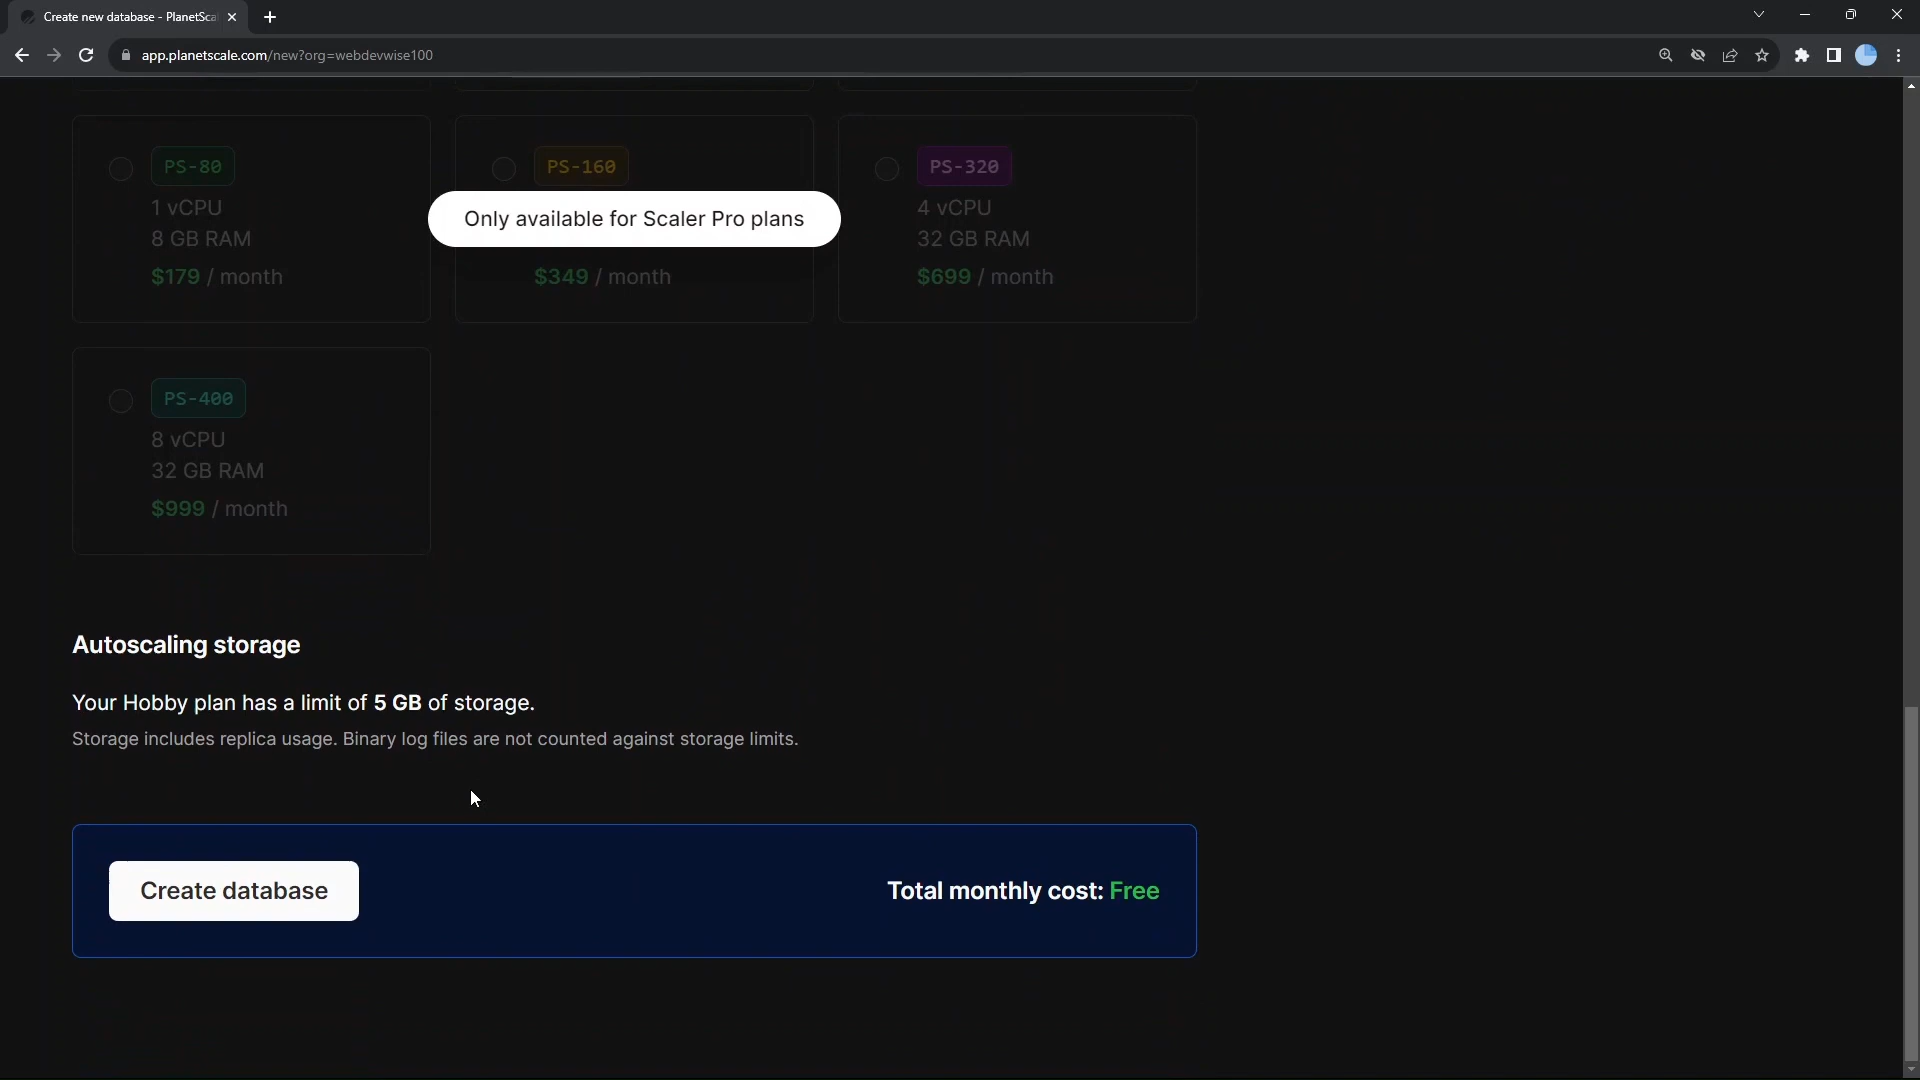 Create new database - PlanetSca
app.planetscale.com/new?org=webdevwise100
PS-80
1 vCPU
8 GB RAM
$179 / month
PS-160
Only available for Scaler Pro plans
$349 / month
PS-320
4 vCPU
32 GB RAM
$699 / month
PS-400
8 vCPU
32 GB RAM
$999 / month
Autoscaling storage
Your Hobby plan has a limit of 5 GB of storage.
Storage includes replica usage. Binary log files are not counted against storage limits.
Create database
Total monthly cost: Free